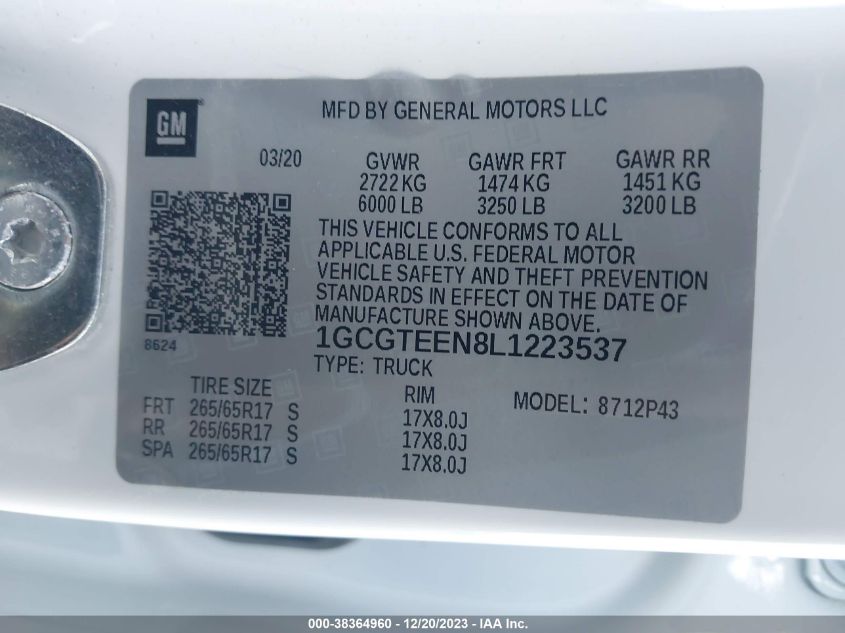 GM
MFD BY GENERAL MOTORS LLC
03/20 GVWR GAWR FRT GAWR RR
2722 KG 1474 KG 1451 KG
6000 LB 3250 LB 3200 LB
THIS VEHICLE CONFORMS TO ALL
APPLICABLE U.S. FEDERAL MOTOR
VEHICLE SAFETY AND THEFT PREVENTION
STANDARDS IN EFFECT ON THE DATE OF
MANUFACTURE SHOWN ABOVE.
8624
1GCGTEEN8L1223537
TYPE: TRUCK
TIRE SIZE RIM MODEL: 8712P43
FRT 265/65R17 S 17X8.0J
RR 265/65R17 S 17X8.0J
SPA 265/65R17 S 17X8.0J
000-38364960 - 12/20/2023 - IAA Inc.